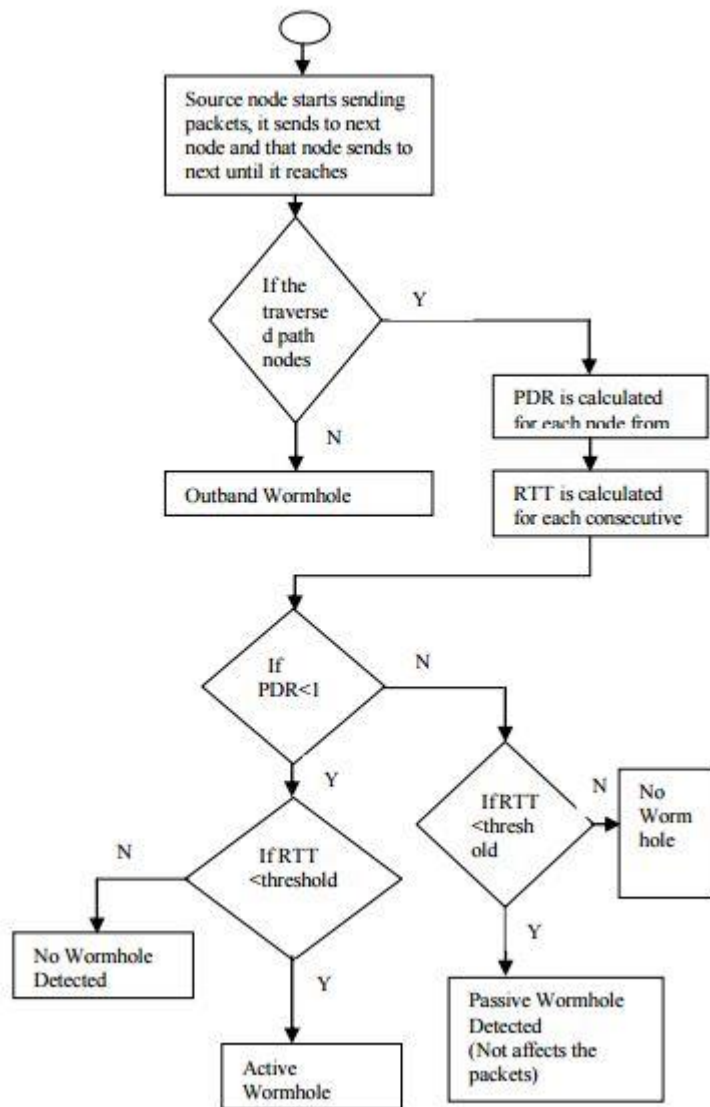 Source node starts sending
packets, it sends to next
node and that node sends to
next until it reaches
If the
traverse
d path
nodes
Y
N
PDR is calculated
for each node from
Outband Wormhole
RTT is calculated
for each consecutive
If
PDR<1
N
Y
If RTT
<thresh
old
N
No
Worm
hole
N
If RTT
<threshold
Y
No Wormhole
Detected
Y
Passive Wormhole
Detected
(Not affects the
packets)
Active
Wormhole